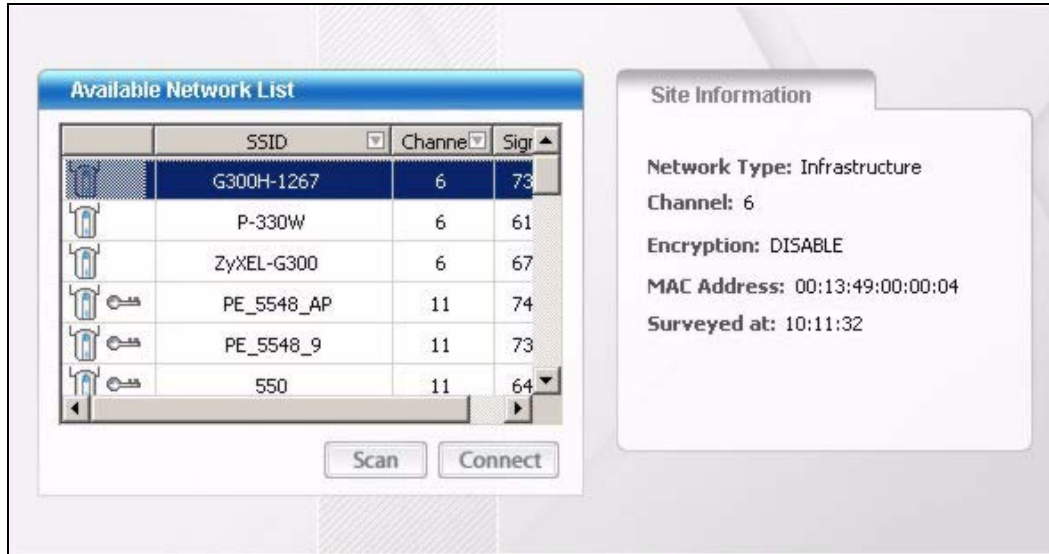 Available Network List
SSID Channe Sigr
G300H-1267 6 73
P-330W 6 61
ZyXEL-G300 6 67
PE_5548_AP 11 74
PE_5548_9 11 73
550 11 64
Scan Connect
Site Information
Network Type: Infrastructure
Channel: 6
Encryption: DISABLE
MAC Address: 00:13:49:00:00:04
Surveyed at: 10:11:32